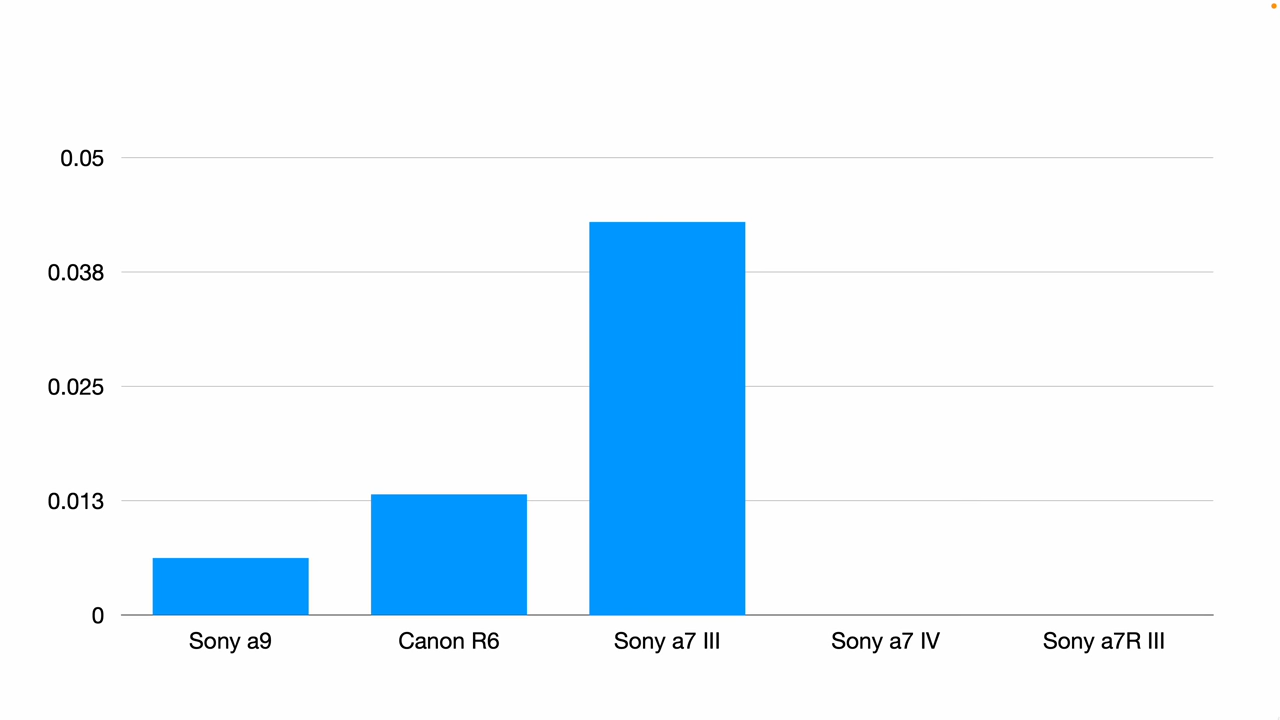 0.05
0.038
0.025
0.013
0
Sony a9
Canon R6
Sony a7 III
Sony a7 IV
Sony a7R III